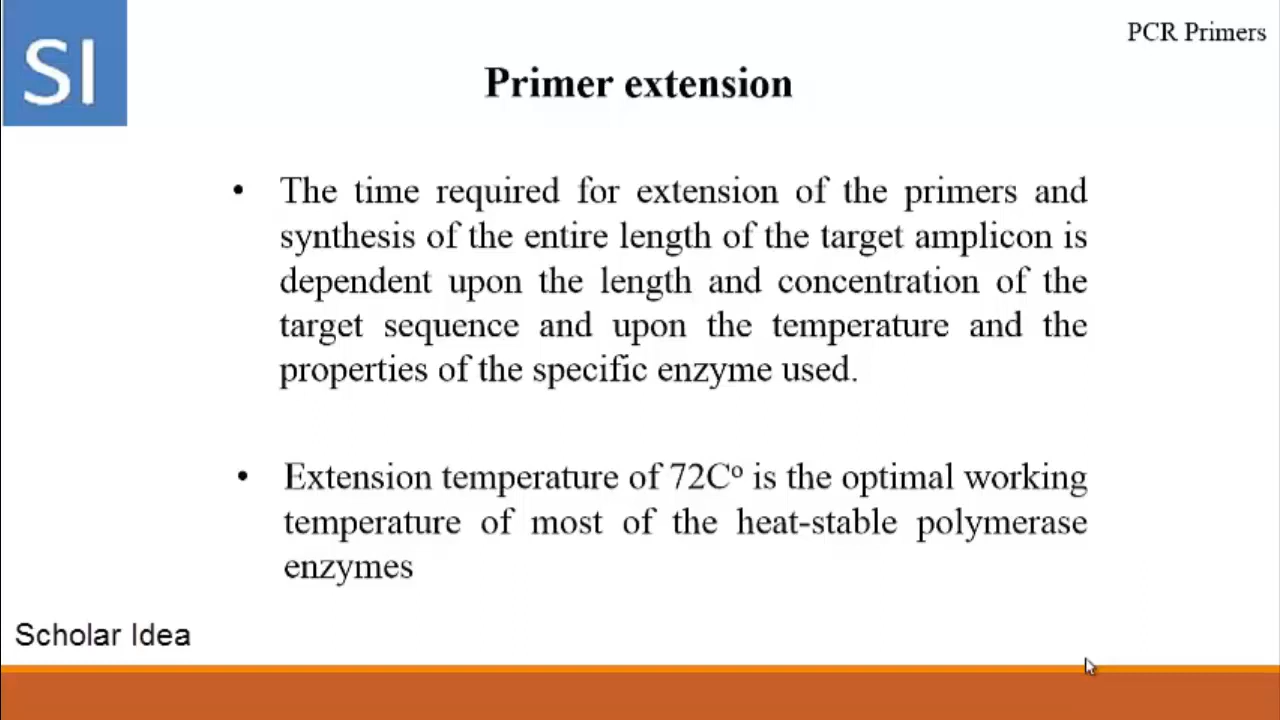 SI
PCR Primers
Primer extension
• The time required for extension of the primers and
synthesis of the entire length of the target amplicon is
dependent upon the length and concentration of the
target sequence and upon the temperature and the
properties of the specific enzyme used.
• Extension temperature of 72Cº is the optimal working
temperature of most of the heat-stable polymerase
enzymes
Scholar Idea